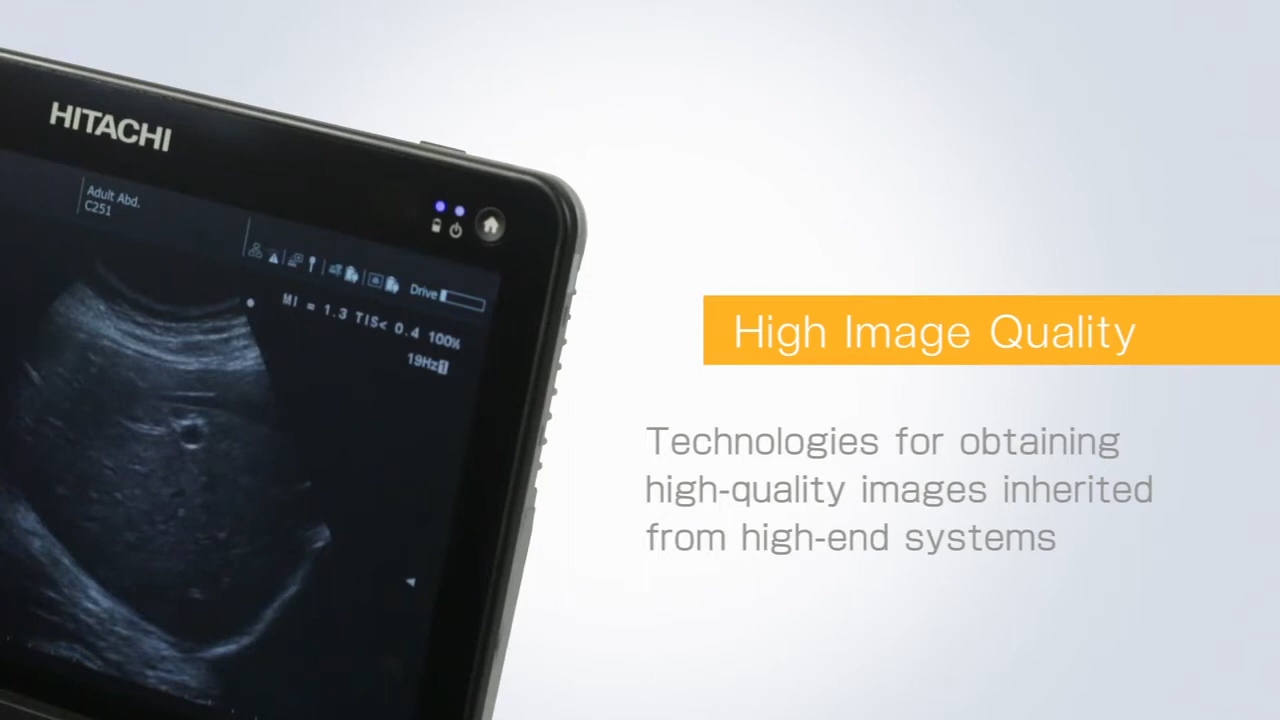 HITACHI
Adult Abd.
C251
Drive
MI = 1.3 TIS< 0.4 100%
19Hz 1
High Image Quality
Technologies for obtaining
high-quality images inherited
from high-end systems